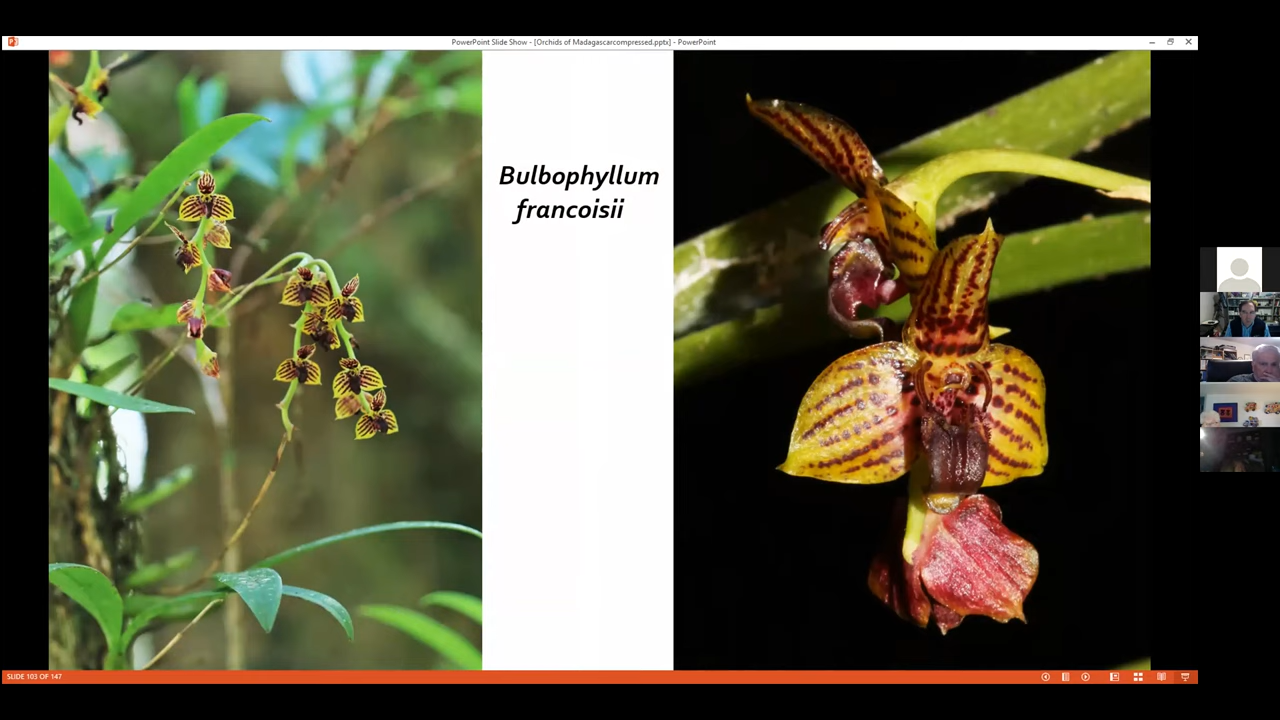 PowerPoint Slide Show - [Orchids of Madagascarcompressed.pptx] - PowerPoint
Bulbophyllum
francoisii
SLIDE 103 OF 147